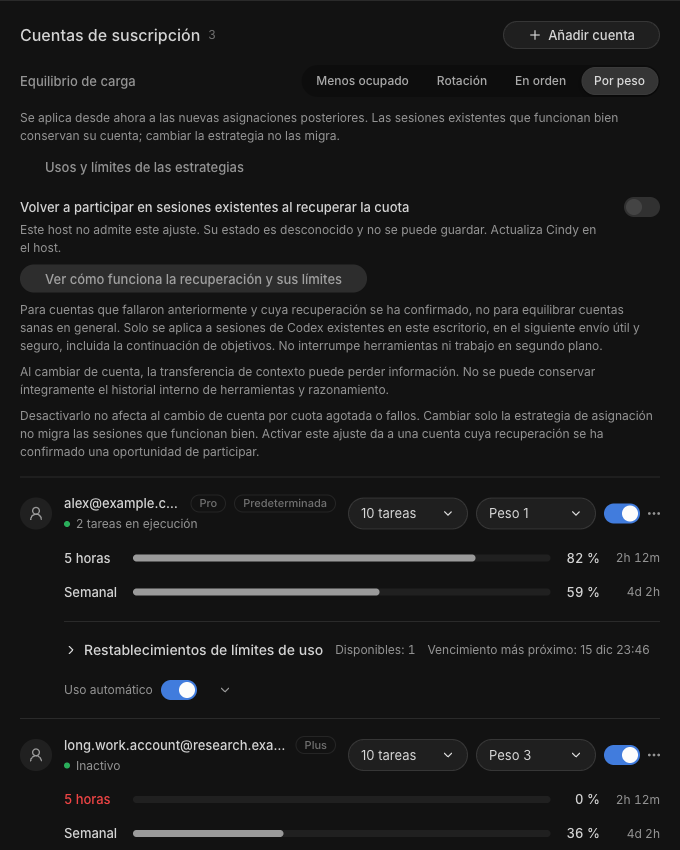 Cuentas de suscripción 3
+ Añadir cuenta
Equilibrio de carga
Menos ocupado
Rotación
En orden
Por peso
Se aplica desde ahora a las nuevas asignaciones posteriores. Las sesiones existentes que funcionan bien
conservan su cuenta; cambiar la estrategia no las migra.
Usos y límites de las estrategias
Volver a participar en sesiones existentes al recuperar la cuota
Este host no admite este ajuste. Su estado es desconocido y no se puede guardar. Actualiza Cindy en
el host.
Ver cómo funciona la recuperación y sus límites
Para cuentas que fallaron anteriormente y cuya recuperación se ha confirmado, no para equilibrar cuentas
sanas en general. Solo se aplica a sesiones de Codex existentes en este escritorio, en el siguiente envío útil y
seguro, incluida la continuación de objetivos. No interrumpe herramientas ni trabajo en segundo plano.
Al cambiar de cuenta, la transferencia de contexto puede perder información. No se puede conservar
íntegramente el historial interno de herramientas y razonamiento.
Desactivarlo no afecta al cambio de cuenta por cuota agotada o fallos. Cambiar solo la estrategia de asignación
no migra las sesiones que funcionan bien. Activar este ajuste da a una cuenta cuya recuperación se ha
confirmado una oportunidad de participar.
alex@example.c... Pro Predeterminada
2 tareas en ejecución
10 tareas
Peso 1
5 horas 82 % 2h 12m
Semanal 59 % 4d 2h
Restablecimientos de límites de uso Disponibles: 1 Vencimiento más próximo: 15 dic 23:46
Uso automático
long.work.account@research.exa... Plus
Inactivo
10 tareas
Peso 3
5 horas 0 % 2h 12m
Semanal 36 % 4d 2h